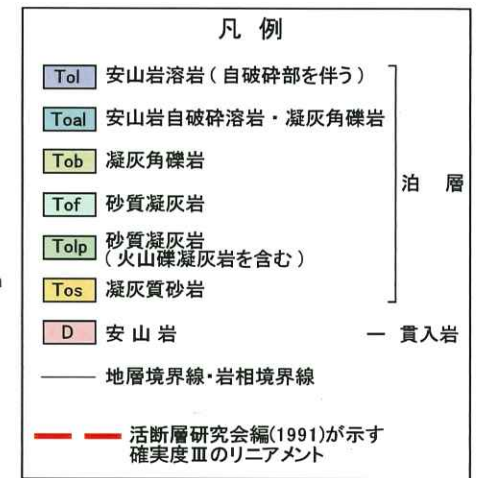 凡 例
Tol 安山岩溶岩(自破砕部を伴う)
Toal 安山岩自破砕溶岩・凝灰角礫岩
Tob 凝灰角礫岩
泊 層
Tof 砂質凝灰岩
Tolp 砂質凝灰岩
(火山礫凝灰岩を含む)
Tos 凝灰質砂岩
D 安山岩 ー 貫入岩
地層境界線・岩相境界線
活断層研究会編(1991)が示す
確実度Ⅲのリニアメント